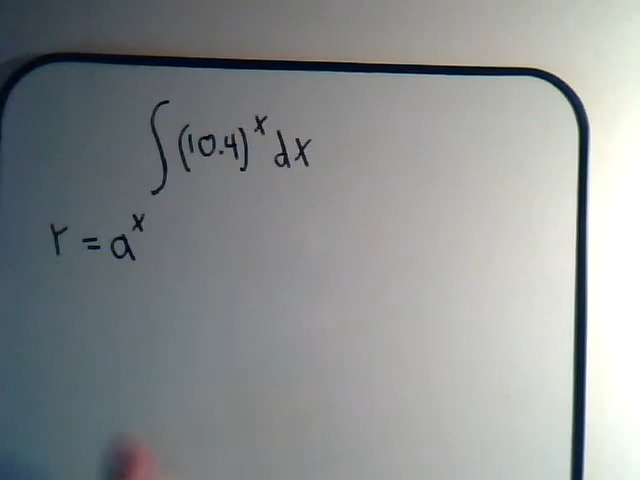 ∫(10.4)^x dx
r = a^x